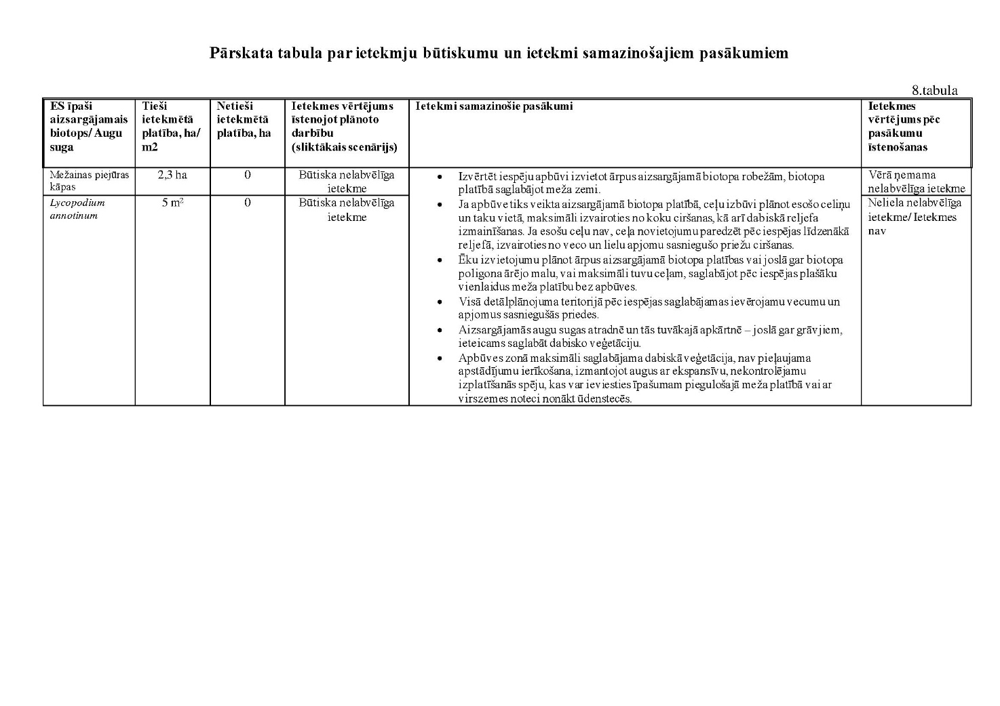 Pārskata tabula par ietekmju būtiskumu un ietekmi samazinošajiem pasākumiem
8.tabula
ES īpaši
aizsargājamais
biotops/ Augu
suga
Tieši
ietekmētā
platība, ha/
m2
Netieši
ietekmētā
platība, ha
Ietekmes vērtējums
īstenojot plānoto
darbību
(sliktākais scenārijs)
Ietekmi samazinošie pasākumi
Ietekmes
vērtējums pēc
pasākumu
īstenošanas
Mežainas piejūras
kāpas
2,3 ha
0
Būtiska nelabvēlīga
ietekme
• Izvērtēt iespēju apbūvi izvietot ārpus aizsargājamā biotopa robežām, biotopa
platībā saglabājot meža zemi.
• Ja apbūve tiks veikta aizsargājamā biotopa platībā, ceļu izbūvi plānot esošo celiņu
un taku vietā, maksimāli izvairoties no koku ciršanas, kā arī dabiskā reljefa
izmainīšanas. Ja esošu ceļu nav, ceļa novietojumu paredzēt pēc iespējas līdzenākā
reljefā, izvairoties no veco un lielu apjomu sasniegušo priežu ciršanas.
• Ēku izvietojumu plānot ārpus aizsargājamā biotopa platības vai joslā gar biotopa
poligona ārējo malu, vai maksimāli tuvu ceļam, saglabājot pēc iespējas plašāku
vienlaidus meža platību bez apbūves.
• Visā detālplānojuma teritorijā pēc iespējas saglabājamas ievērojamu vecumu un
apjomus sasniegušās priedes.
• Aizsargājamās augu sugas atradnē un tās tuvākajā apkārtnē – joslā gar grāvjiem,
ieteicams saglabāt dabisko veģetāciju.
• Apbūves zonā maksimāli saglabājama dabiskā veģetācija, nav pieļaujama
apstādījumu ierīkošana, izmantojot augus ar ekspansīvu, nekontrolējamu
izplatīšanās spēju, kas var ieviesties īpašumam piegulošajā meža platībā vai ar
virszemes noteci nonākt ūdenstecēs.
Vērā ņemama
nelabvēlīga ietekme
Lycopodium
annotinum
5 m²
0
Būtiska nelabvēlīga
ietekme
Neliela nelabvēlīga
ietekme/ Ietekmes
nav